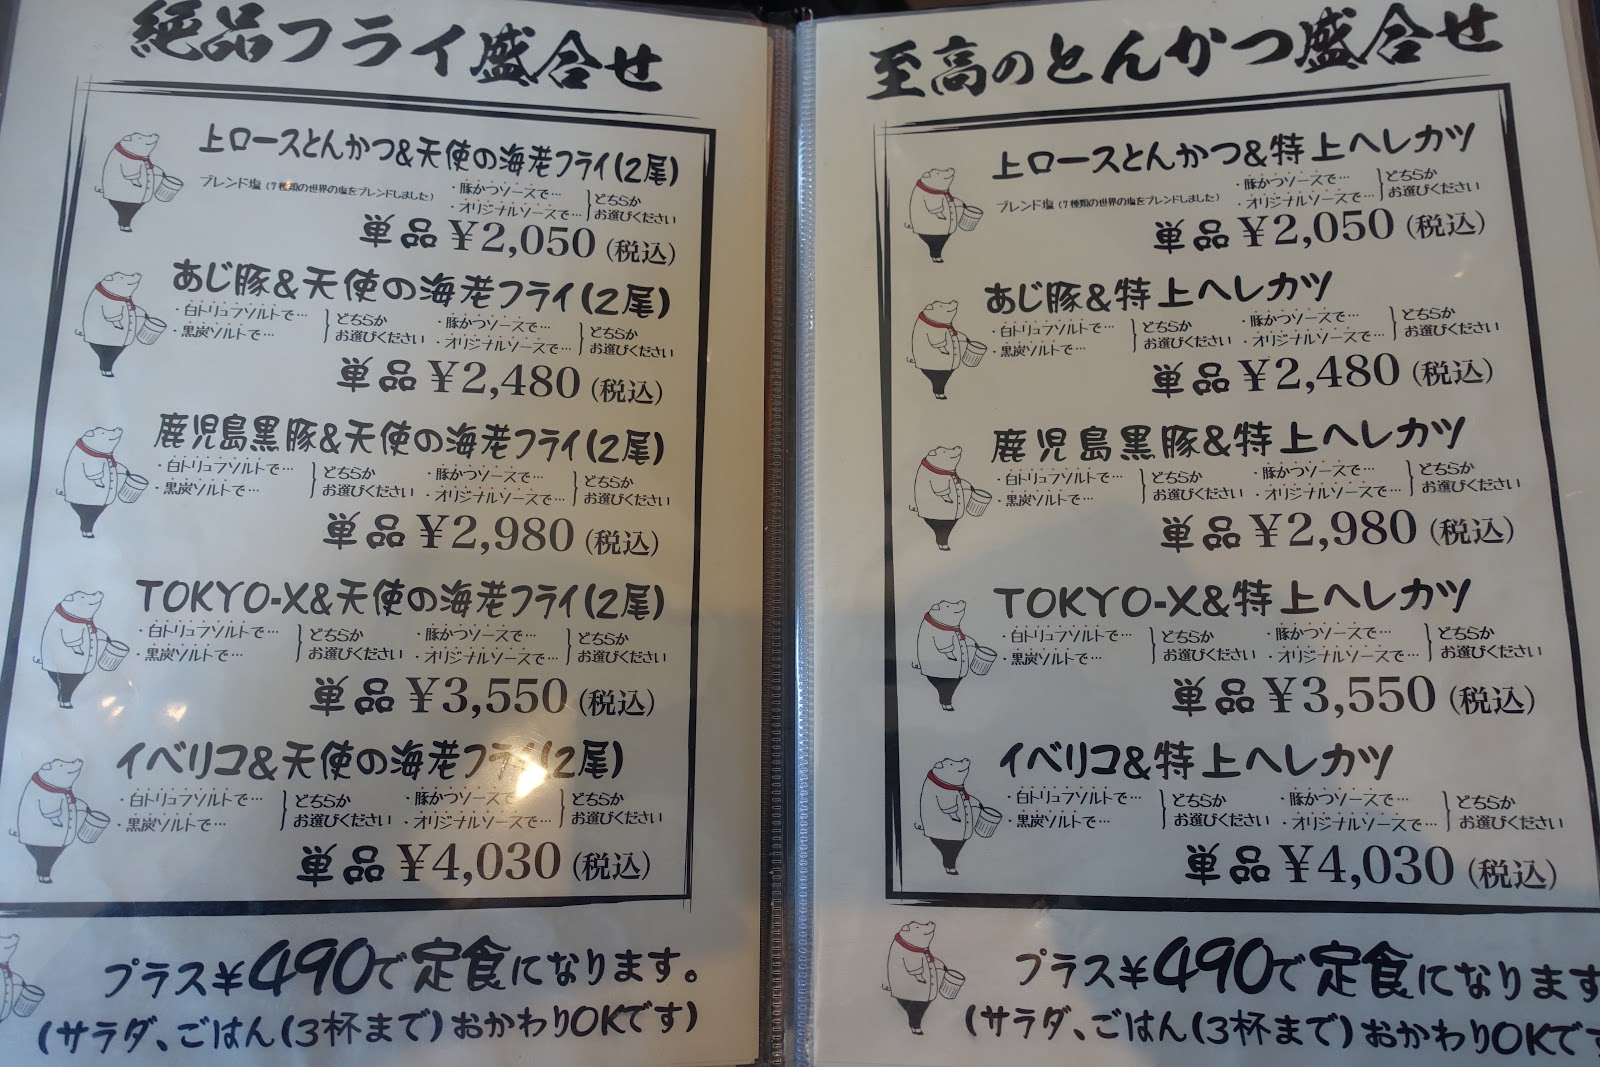 絶品フライ盛合せ
上ロースとんかつ&天使の海老フライ(2尾)
ブレンド塩(7種類の世界の塩をブレンドしました) ・豚かつソースで… どちらか
・オリジナルソースで… お選びください
単品 ¥2,050 (税込)
あじ豚&天使の海老フライ(2尾)
・白トリュフソルトで… どちらか ・豚かつソースで… どちらか
・黒炭ソルトで… お選びください ・オリジナルソースで… お選びください
単品 ¥2,480 (税込)
鹿児島黒豚&天使の海老フライ(2尾)
・白トリュフソルトで… どちらか ・豚かつソースで… どちらか
・黒炭ソルトで… お選びください ・オリジナルソースで… お選びください
単品 ¥2,980 (税込)
TOKYO-X&天使の海老フライ(2尾)
・白トリュフソルトで… どちらか ・豚かつソースで… どちらか
・黒炭ソルトで… お選びください ・オリジナルソースで… お選びください
単品 ¥3,550 (税込)
イベリコ&天使の海老フライ(2尾)
・白トリュフソルトで… どちらか ・豚かつソースで… どちらか
・黒炭ソルトで… お選びください ・オリジナルソースで… お選びください
単品 ¥4,030 (税込)
プラス¥490で定食になります。
(サラダ、ごはん(3杯まで)おかわりOKです)
至高のとんかつ盛合せ
上ロースとんかつ&特上ヘレカツ
ブレンド塩(7種類の世界の塩をブレンドしました) ・豚かつソースで… どちらか
・オリジナルソースで… お選びください
単品 ¥2,050 (税込)
あじ豚&特上ヘレカツ
・白トリュフソルトで… どちらか ・豚かつソースで… どちらか
・黒炭ソルトで… お選びください ・オリジナルソースで… お選びください
単品 ¥2,480 (税込)
鹿児島黒豚&特上ヘレカツ
・白トリュフソルトで… どちらか ・豚かつソースで… どちらか
・黒炭ソルトで… お選びください ・オリジナルソースで… お選びください
単品 ¥2,980 (税込)
TOKYO-X&特上ヘレカツ
・白トリュフソルトで… どちらか ・豚かつソースで… どちらか
・黒炭ソルトで… お選びください ・オリジナルソースで… お選びください
単品 ¥3,550 (税込)
イベリコ&特上ヘレカツ
・白トリュフソルトで… どちらか ・豚かつソースで… どちらか
・黒炭ソルトで… お選びください ・オリジナルソースで… お選びください
単品 ¥4,030 (税込)
プラス¥490で定食になります
(サラダ、ごはん(3杯まで)おかわりOKです